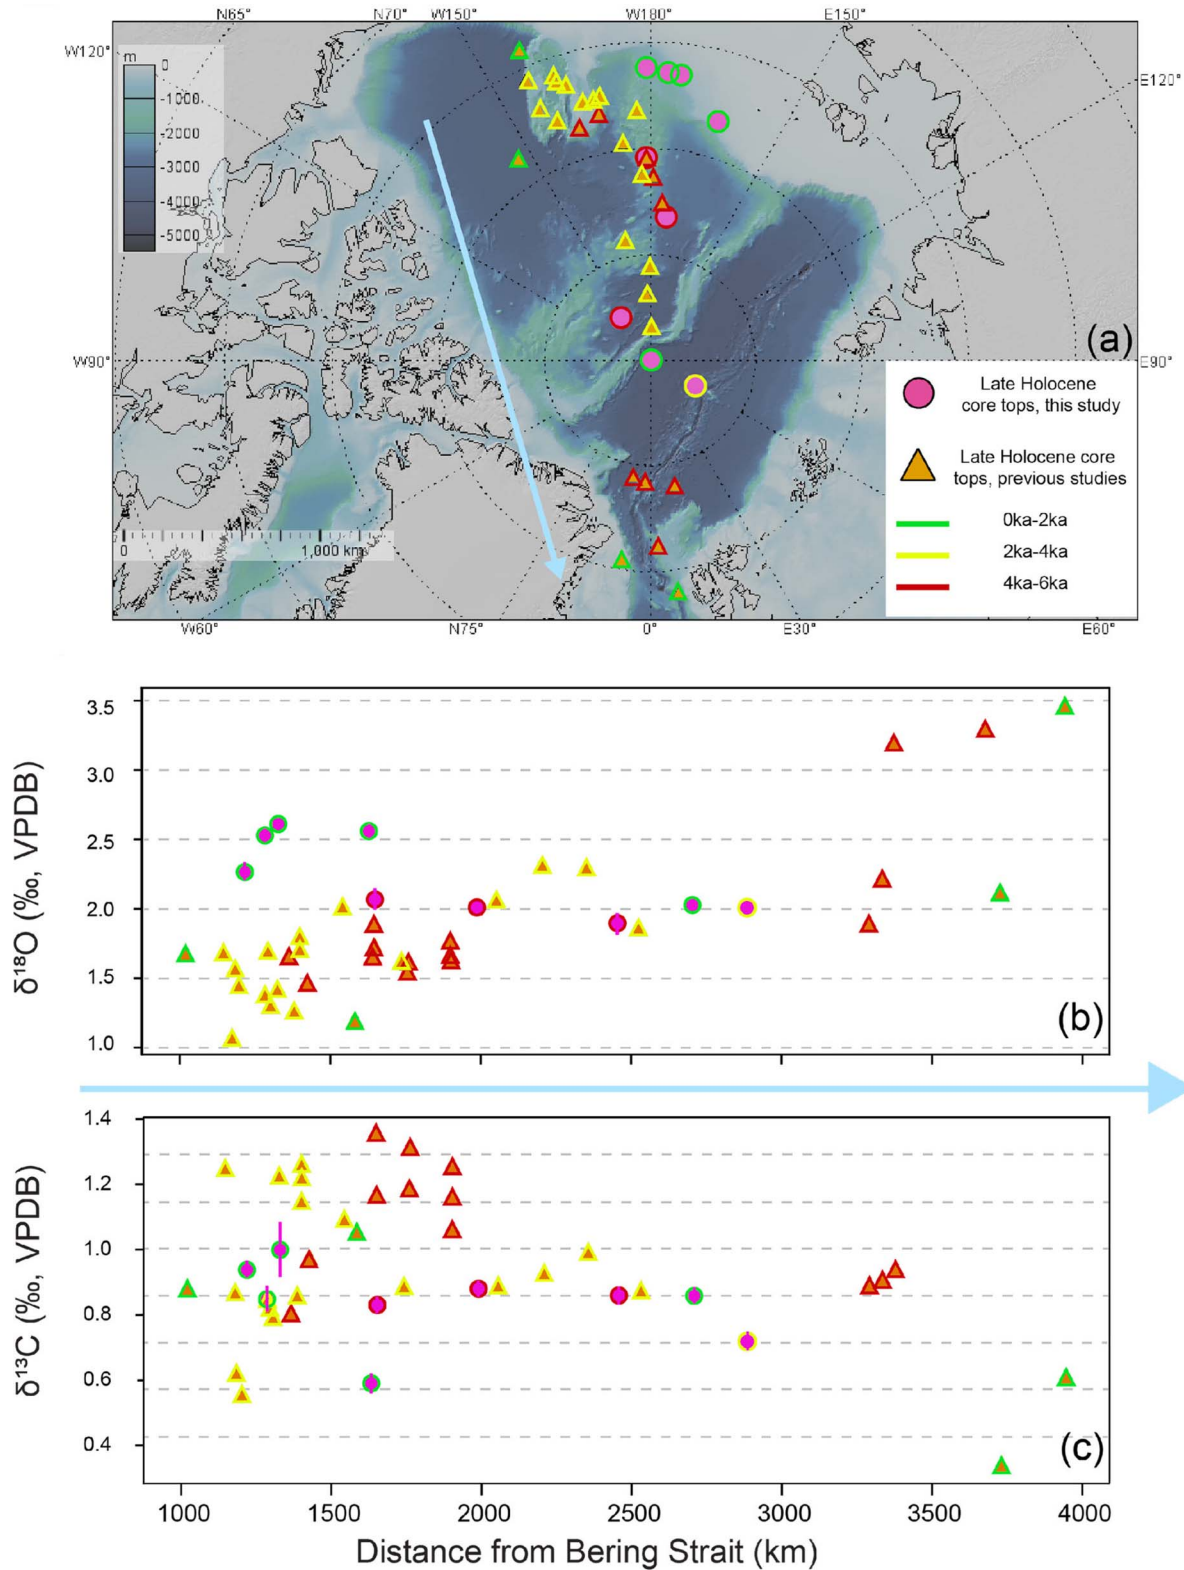 N65° N70° W150° W180° E150°
W120°
E120°
m
0
-1000
-2000
-3000
-4000
-5000
(a)
W90°
E90°
Late Holocene
core tops, this study
Late Holocene core
tops, previous studies
0ka-2ka
2ka-4ka
4ka-6ka
0 1,000 km
W60° N75° 0° E30° E60°
δ¹⁸O (‰, VPDB)
3.5
3.0
2.5
2.0
1.5
1.0
(b)
δ¹³C (‰, VPDB)
1.4
1.2
1.0
0.8
0.6
0.4
(c)
1000 1500 2000 2500 3000 3500 4000
Distance from Bering Strait (km)